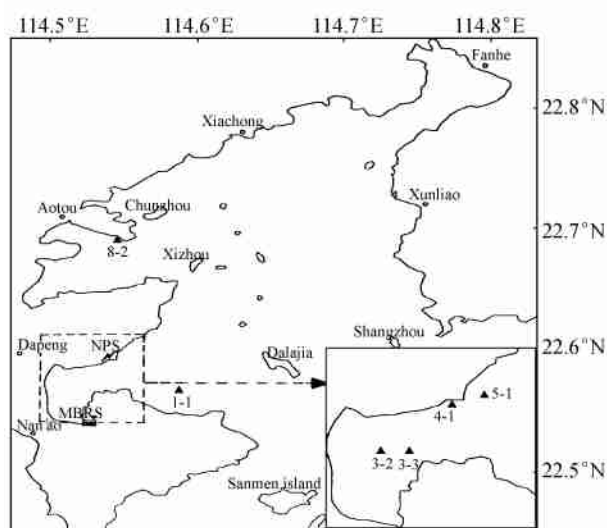 114.5°E 114.6°E 114.7°E 114.8°E
Fanhe
22.8°N
Xiachong
Xunliao
Chunzhou
Aotou
22.7°N
8-2
Xizhou
Shangzhou
22.6°N
Dapeng
NPS
Dalajia
1-1
5-1
4-1
MBRS
Nan'ao
3-2 3-3
22.5°N
Sanmen island